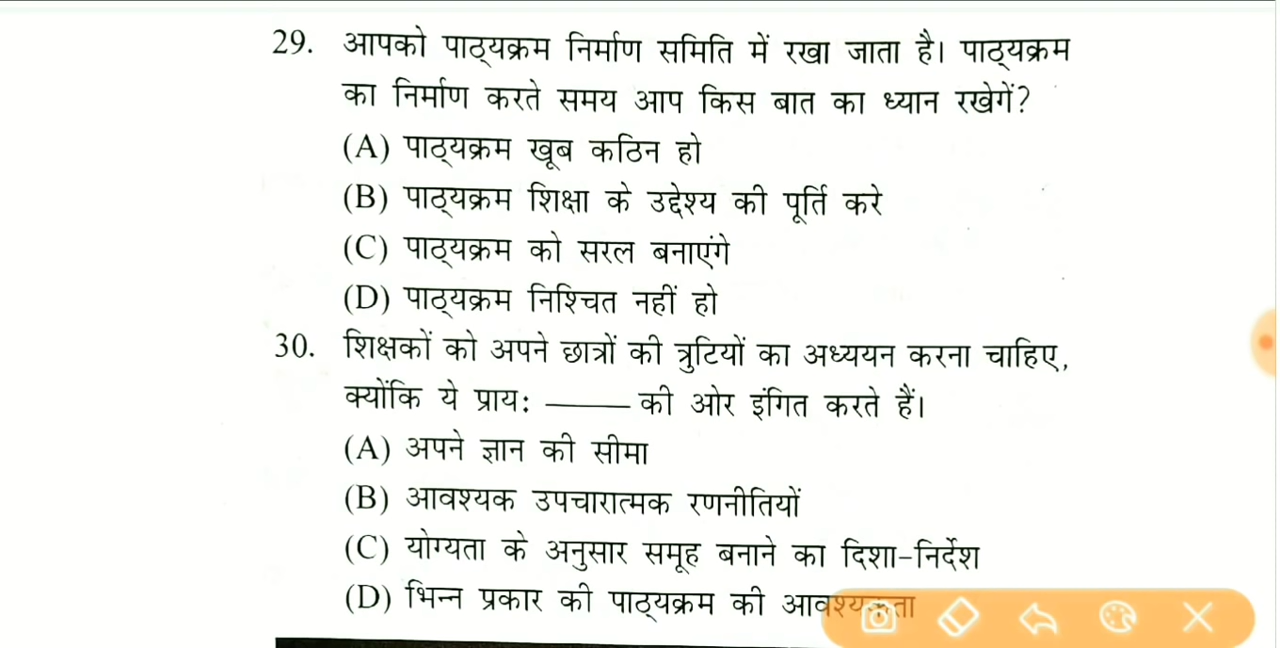 29. आपको पाठ्यक्रम निर्माण समिति में रखा जाता है। पाठ्यक्रम
का निर्माण करते समय आप किस बात का ध्यान रखेगें?
(A) पाठ्यक्रम खूब कठिन हो
(B) पाठ्यक्रम शिक्षा के उद्देश्य की पूर्ति करे
(C) पाठ्यक्रम को सरल बनाएंगे
(D) पाठ्यक्रम निश्चित नहीं हो
30. शिक्षकों को अपने छात्रों की त्रुटियों का अध्ययन करना चाहिए,
क्योंकि ये प्रायः ——— की ओर इंगित करते हैं।
(A) अपने ज्ञान की सीमा
(B) आवश्यक उपचारात्मक रणनीतियों
(C) योग्यता के अनुसार समूह बनाने का दिशा-निर्देश
(D) भिन्न प्रकार की पाठ्यक्रम की आवश्यकता